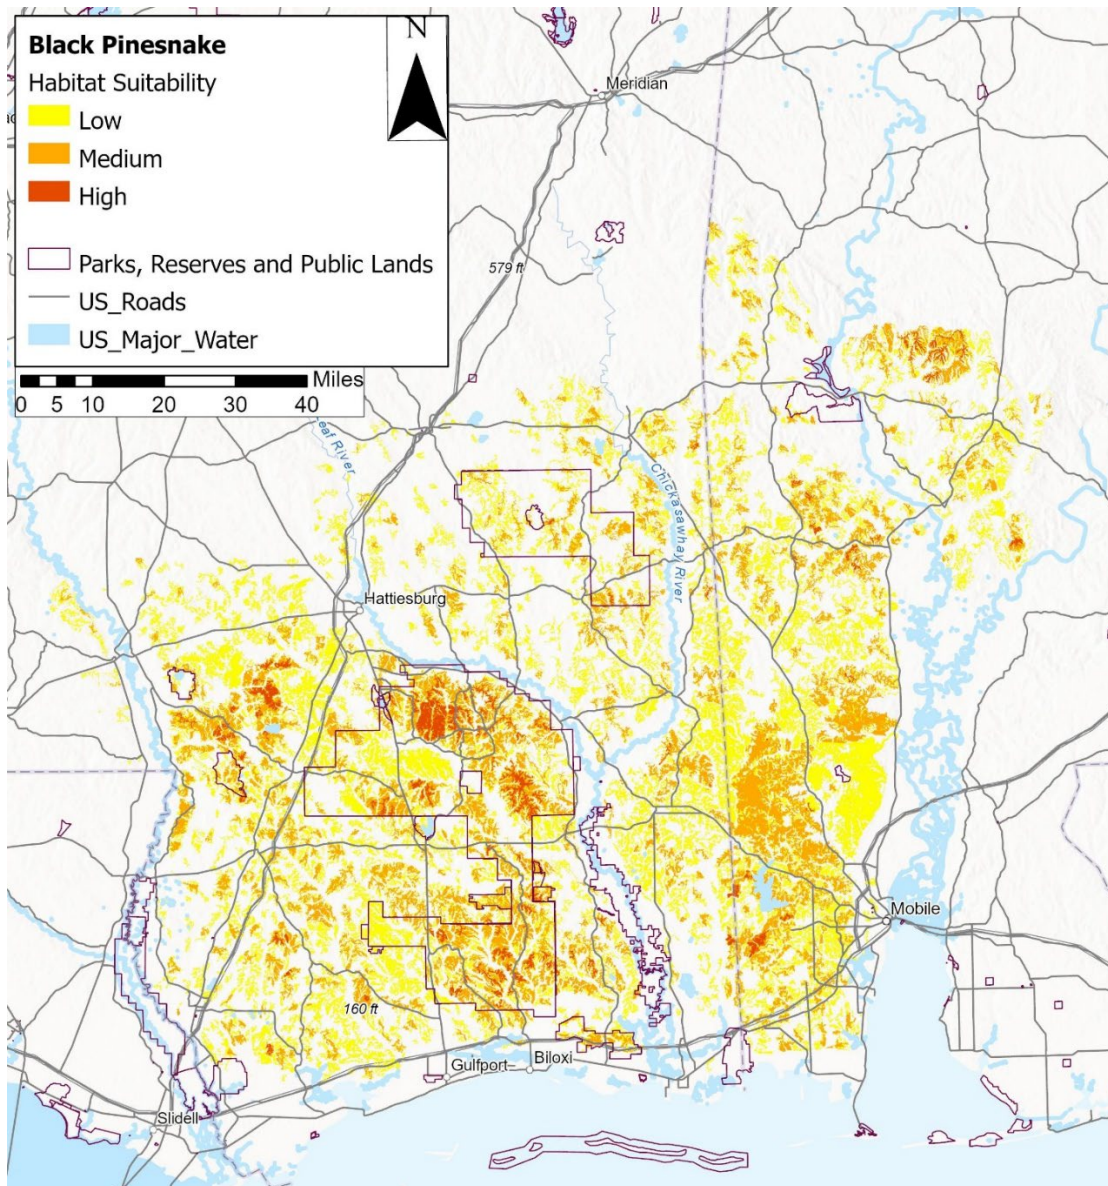 Black Pinesnake
Habitat Suitability
Low
Medium
High
Parks, Reserves and Public Lands
US_Roads
US_Major_Water
N
Miles
0 5 10 20 30 40
Meridian
579 ft
Leaf River
Chickasawhay River
Hattiesburg
Mobile
160 ft
Gulfport
Biloxi
Slidell